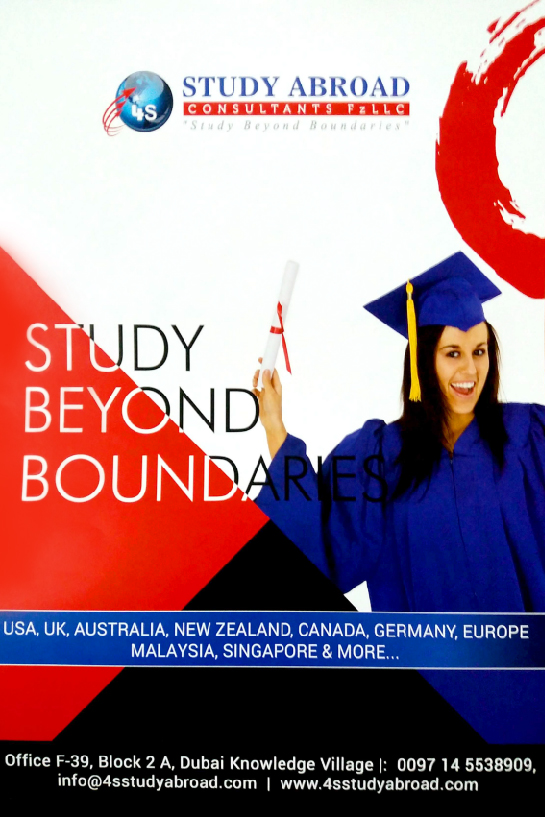 4S
STUDY ABROAD
CONSULTANTS FZLLC
"Study Beyond Boundaries"
STUDY
BEYOND
BOUNDARIES
USA, UK, AUSTRALIA, NEW ZEALAND, CANADA, GERMANY, EUROPE
MALAYSIA, SINGAPORE & MORE...
Office F-39, Block 2 A, Dubai Knowledge Village |: 0097 14 5538909,
info@4sstudyabroad.com | www.4sstudyabroad.com